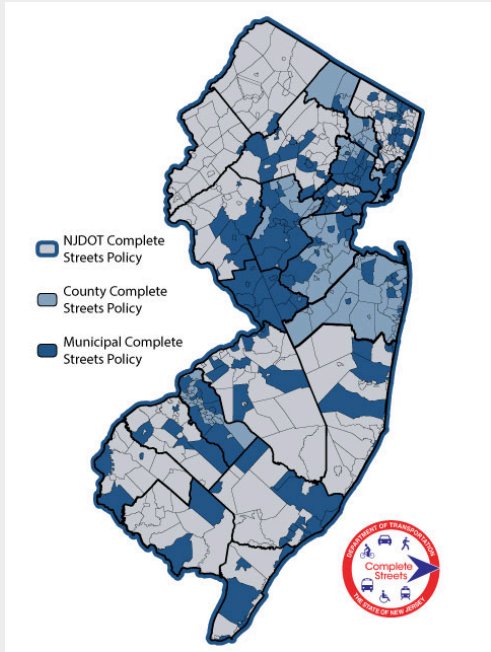 NJDOT Complete
Streets Policy
County Complete
Streets Policy
Municipal Complete
Streets Policy
DEPARTMENT OF TRANSPORTATION
Complete
Streets
THE STATE OF NEW JERSEY